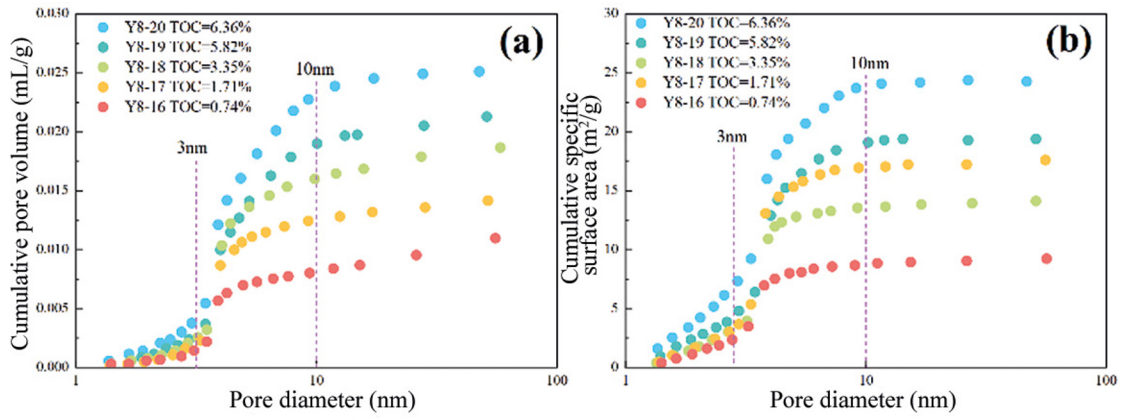 0.030
0.025
0.020
0.015
0.010
0.005
0.000
Cumulative pore volume (mL/g)
Y8-20 TOC=6.36%
Y8-19 TOC=5.82%
Y8-18 TOC=3.35%
Y8-17 TOC=1.71%
Y8-16 TOC=0.74%
(a)
3nm
10nm
1 10 100
Pore diameter (nm)
30
25
20
15
10
5
0
Cumulative specific
surface area (m²/g)
Y8-20 TOC=6.36%
Y8-19 TOC=5.82%
Y8-18 TOC=3.35%
Y8-17 TOC=1.71%
Y8-16 TOC=0.74%
(b)
3nm
10nm
1 10 100
Pore diameter (nm)